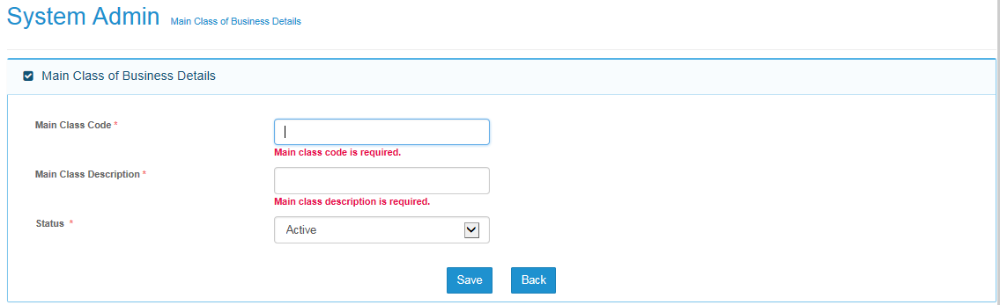 System Admin Main Class of Business Details
Main Class of Business Details
Main Class Code *
Main class code is required.
Main Class Description *
Main class description is required.
Status *
Active
Save Back